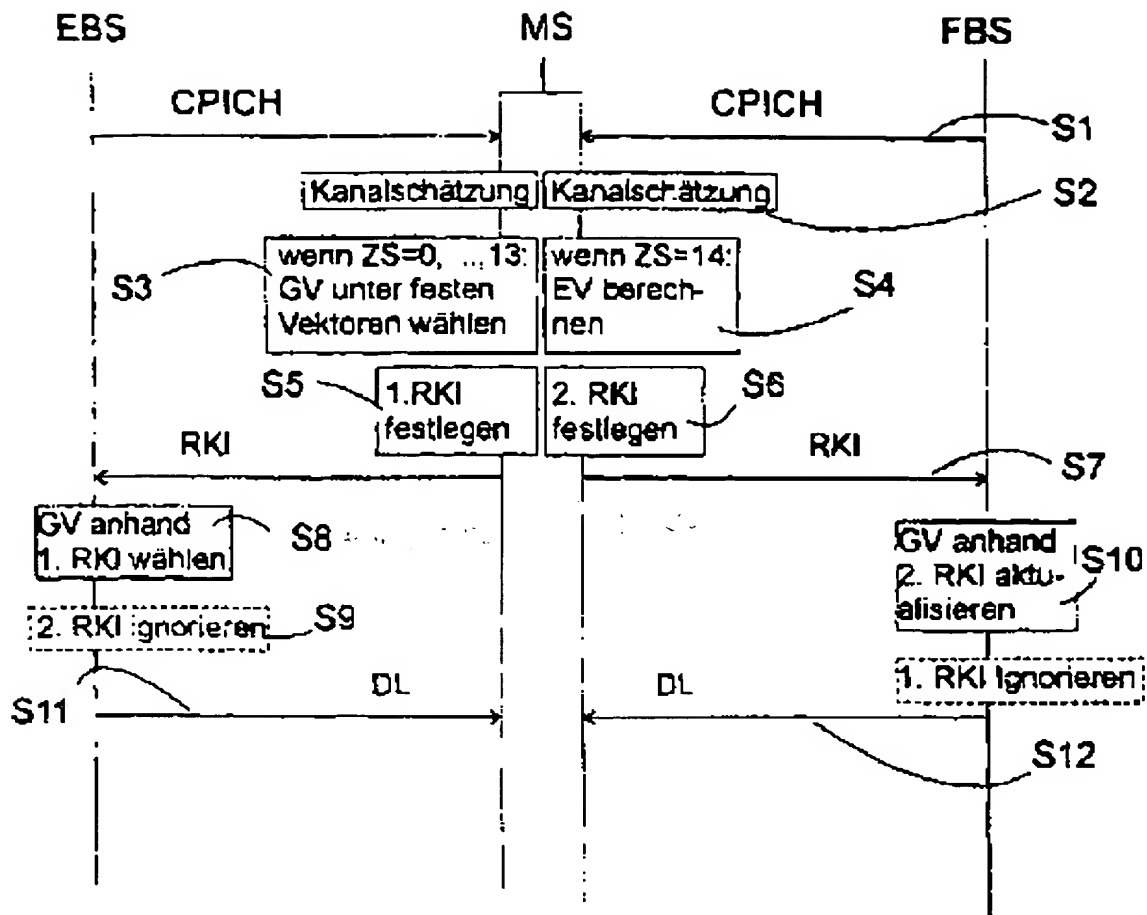 EBS
MS
FBS
CPICH
CPICH
S1
Kanalschätzung
Kanalschätzung
S2
S3
wenn ZS=0, ...13:
GV unter festen
Vektoren wählen
wenn ZS=14:
EV berech-
nen
S4
S5
1.RKI
festlegen
2. RKI
festlegen
S6
RKI
RKI
S7
GV anhand
1. RKI wählen
S8
GV anhand
2. RKI aktu-
alisieren
S10
2. RKI ignorieren
S9
1. RKI Ignorieren
S11
DL
DL
S12